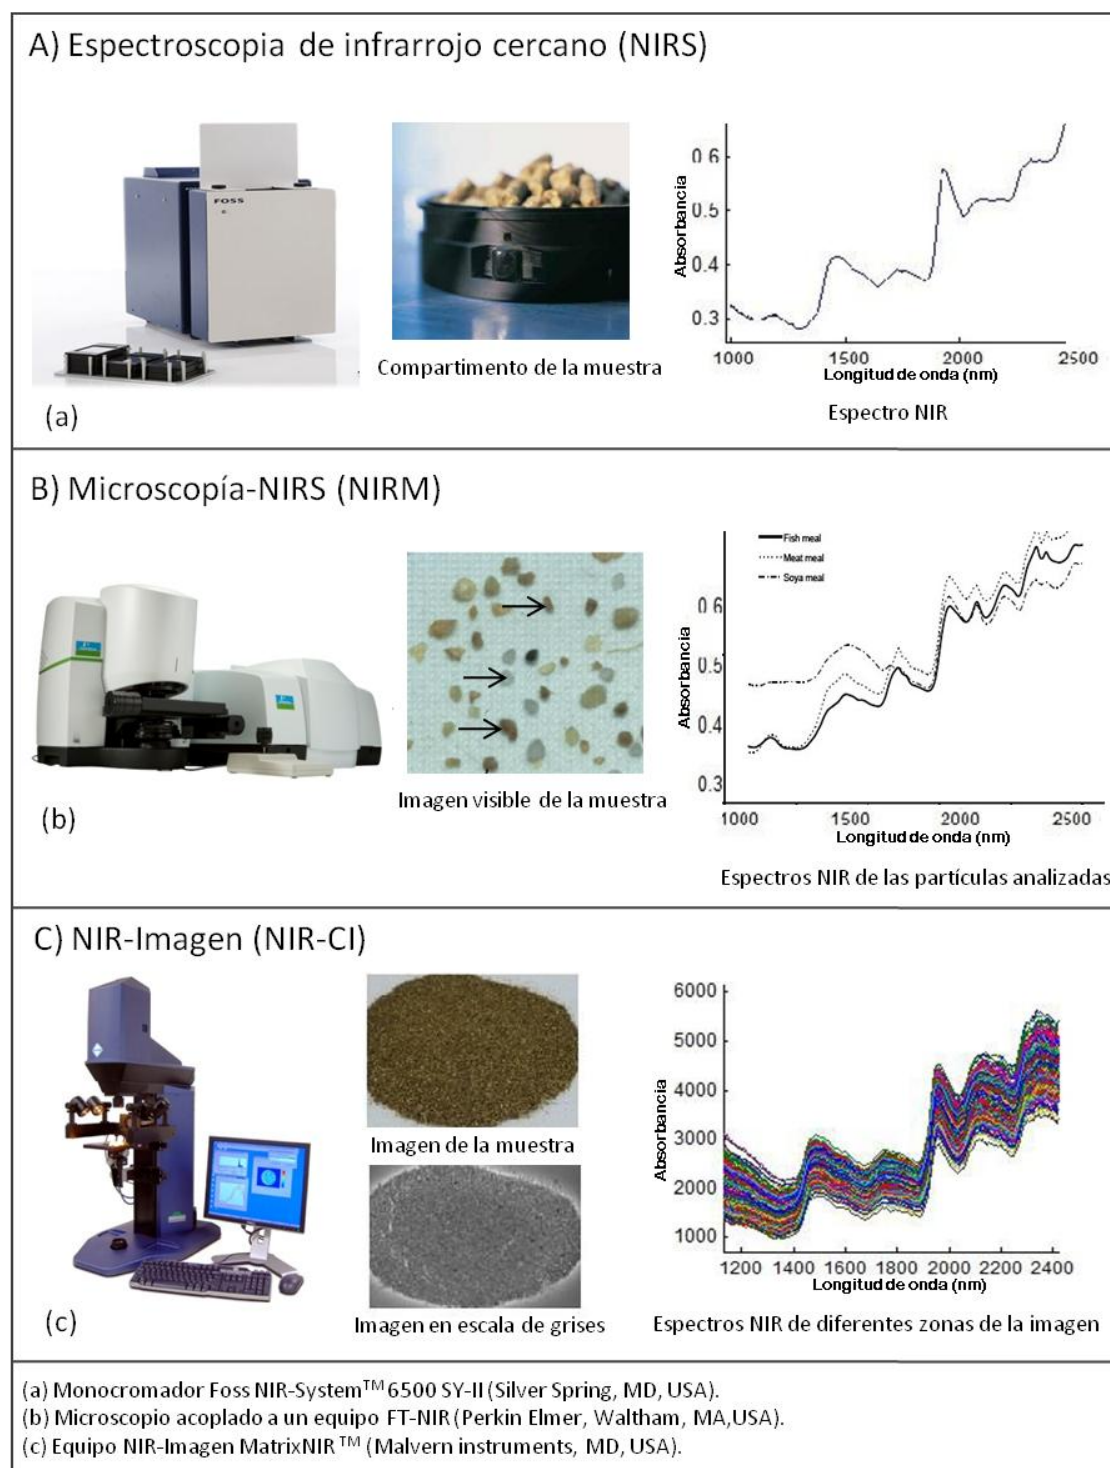 A) Espectroscopia de infrarrojo cercano (NIRS)
FOSS
Compartimento de la muestra
(a)
Absorbancia
0.6
0.5
0.4
0.3
1000 1500 2000 2500
Longitud de onda (nm)
Espectro NIR
B) Microscopía-NIRS (NIRM)
Imagen visible de la muestra
(b)
Fish meal
Meat meal
Soya meal
Absorbancia
0.6
0.5
0.4
0.3
1000 1500 2000 2500
Longitud de onda (nm)
Espectros NIR de las partículas analizadas
C) NIR-Imagen (NIR-CI)
Imagen de la muestra
Imagen en escala de grises
(c)
Absorbancia
6000
5000
4000
3000
2000
1000
1200 1400 1600 1800 2000 2200 2400
Longitud de onda (nm)
Espectros NIR de diferentes zonas de la imagen
(a) Monocromador Foss NIR-System™ 6500 SY-II (Silver Spring, MD, USA).
(b) Microscopio acoplado a un equipo FT-NIR (Perkin Elmer, Waltham, MA,USA).
(c) Equipo NIR-Imagen MatrixNIR™ (Malvern instruments, MD, USA).